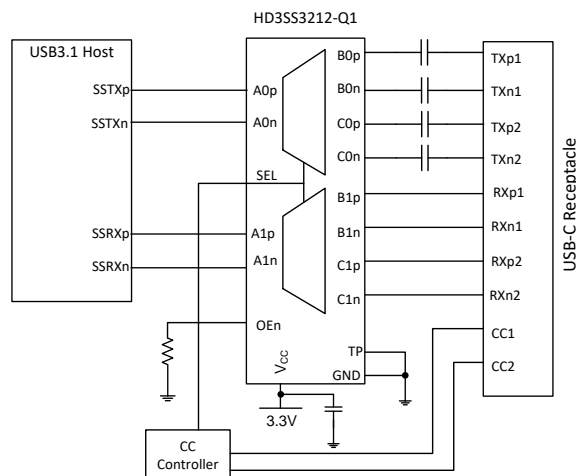 HD3SS3212-Q1
USB3.1 Host
SSTXp
SSTXn
SSRXp
SSRXn
A0p
A0n
SEL
A1p
A1n
OEn
VCC
B0p
B0n
C0p
C0n
B1p
B1n
C1p
C1n
TP
GND
TXp1
TXn1
TXp2
TXn2
RXp1
RXn1
RXp2
RXn2
CC1
CC2
USB-C Receptacle
3.3V
CC
Controller